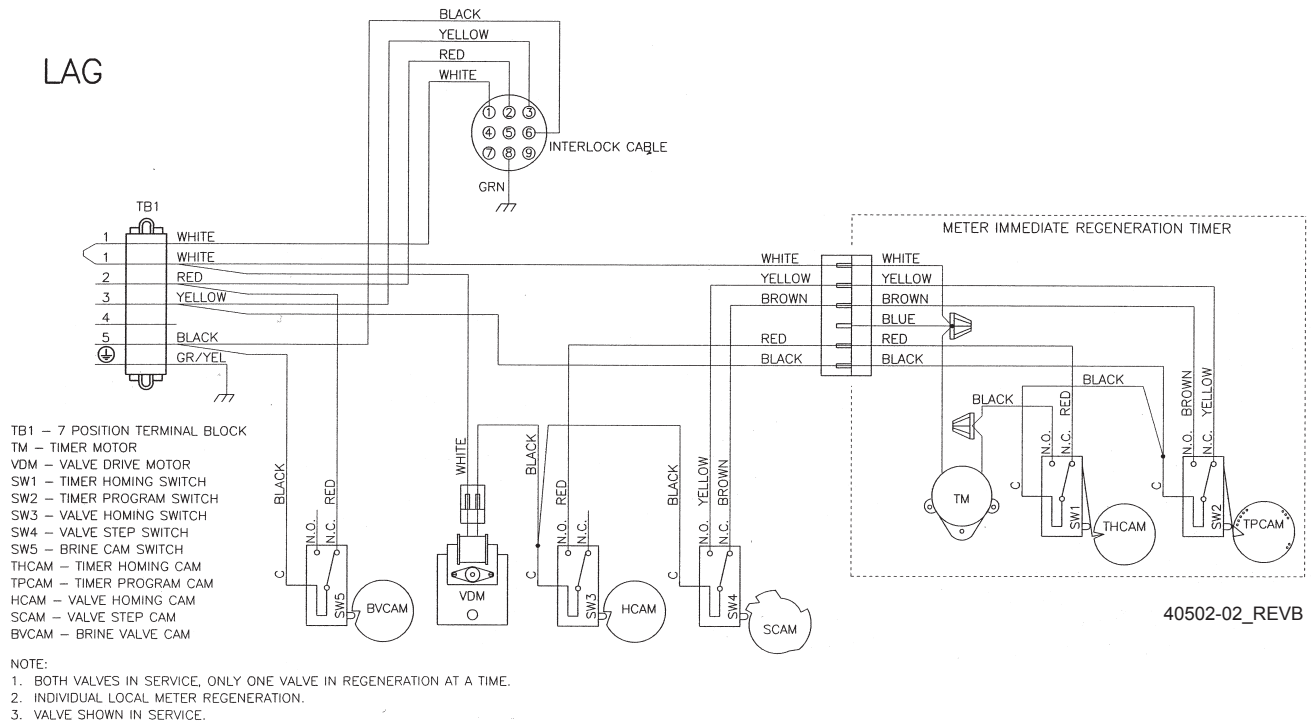 LAG
BLACK
YELLOW
RED
WHITE
1 2 3
4 5 6
7 8 9
INTERLOCK CABLE
GRN
TB1
1 WHITE
1 WHITE
2 RED
3 YELLOW
4
5 BLACK
GR/YEL
METER IMMEDIATE REGENERATION TIMER
WHITE WHITE
YELLOW YELLOW
BROWN BROWN
BLUE
RED RED
BLACK BLACK
BLACK
BLACK
N.O.
N.C. RED
C
SW1
TM
THCAM
N.O. BROWN
N.C. YELLOW
C
SW2
TPCAM
TB1 – 7 POSITION TERMINAL BLOCK
TM – TIMER MOTOR
VDM – VALVE DRIVE MOTOR
SW1 – TIMER HOMING SWITCH
SW2 – TIMER PROGRAM SWITCH
SW3 – VALVE HOMING SWITCH
SW4 – VALVE STEP SWITCH
SW5 – BRINE CAM SWITCH
THCAM – TIMER HOMING CAM
TPCAM – TIMER PROGRAM CAM
HCAM – VALVE HOMING CAM
SCAM – VALVE STEP CAM
BVCAM – BRINE VALVE CAM
BLACK
C
N.O.
N.C. RED
SW5
BVCAM
WHITE
VDM
BLACK
C
N.O. RED
N.C.
SW3
HCAM
BLACK
C
N.O. YELLOW
N.C. BROWN
SW4
SCAM
40502-02_REVB
NOTE:
1. BOTH VALVES IN SERVICE, ONLY ONE VALVE IN REGENERATION AT A TIME.
2. INDIVIDUAL LOCAL METER REGENERATION.
3. VALVE SHOWN IN SERVICE.